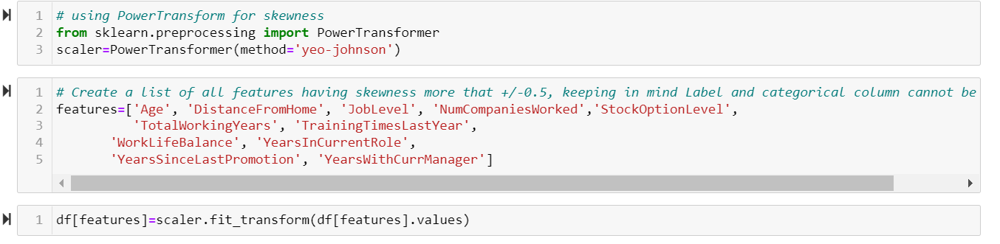 1 # using PowerTransform for skewness
2 from sklearn.preprocessing import PowerTransformer
3 scaler=PowerTransformer(method='yeo-johnson')
1 # Create a list of all features having skewness more that +/-0.5, keeping in mind Label and categorical column cannot be
2 features=['Age', 'DistanceFromHome', 'JobLevel', 'NumCompaniesWorked','StockOptionLevel',
3 'TotalWorkingYears', 'TrainingTimesLastYear',
4 'WorkLifeBalance', 'YearsInCurrentRole',
5 'YearsSinceLastPromotion', 'YearsWithCurrManager']
1 df[features]=scaler.fit_transform(df[features].values)